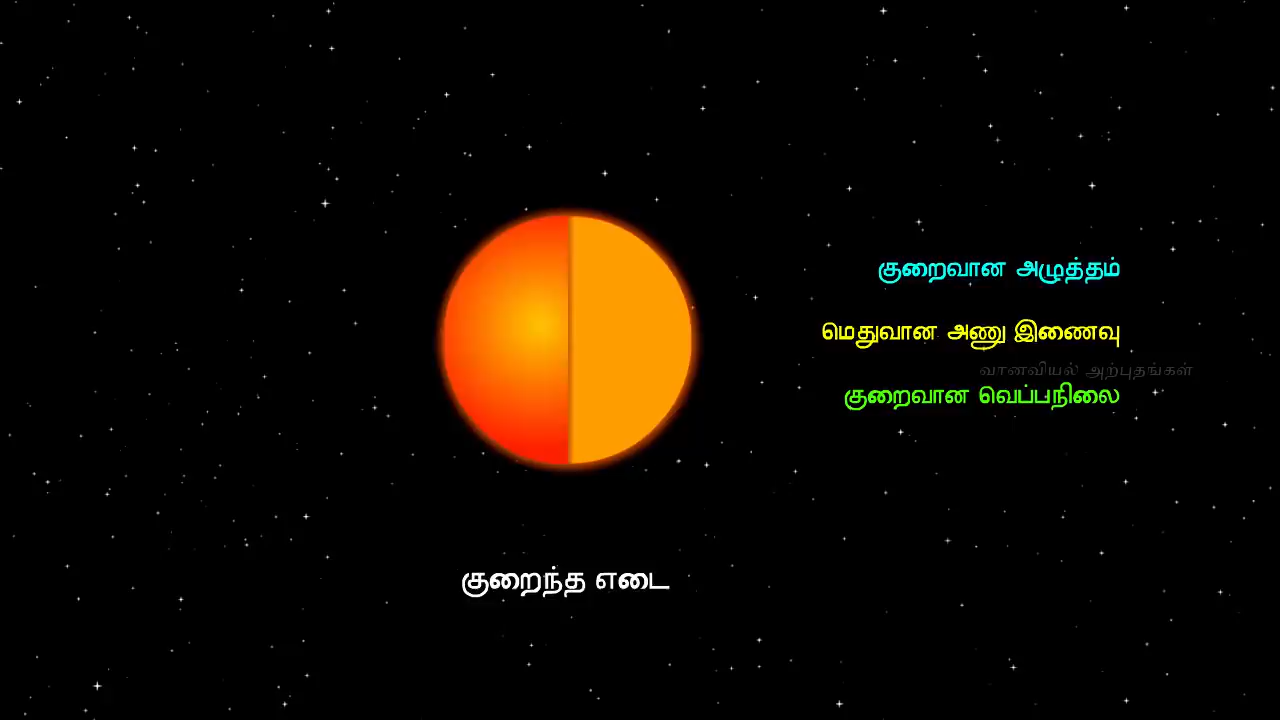 குறைவான அழுத்தம்
மெதுவான அணு இணைவு
வானவியல் அற்புதங்கள்
குறைவான வெப்பநிலை
குறைந்த எடை